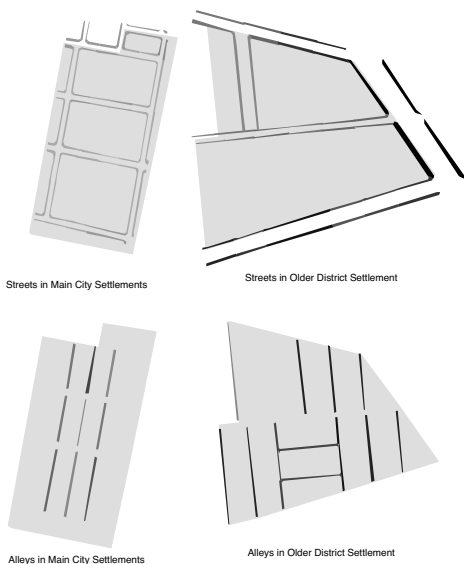 Streets in Main City Settlements
Streets in Older District Settlement
Alleys in Main City Settlements
Alleys in Older District Settlement